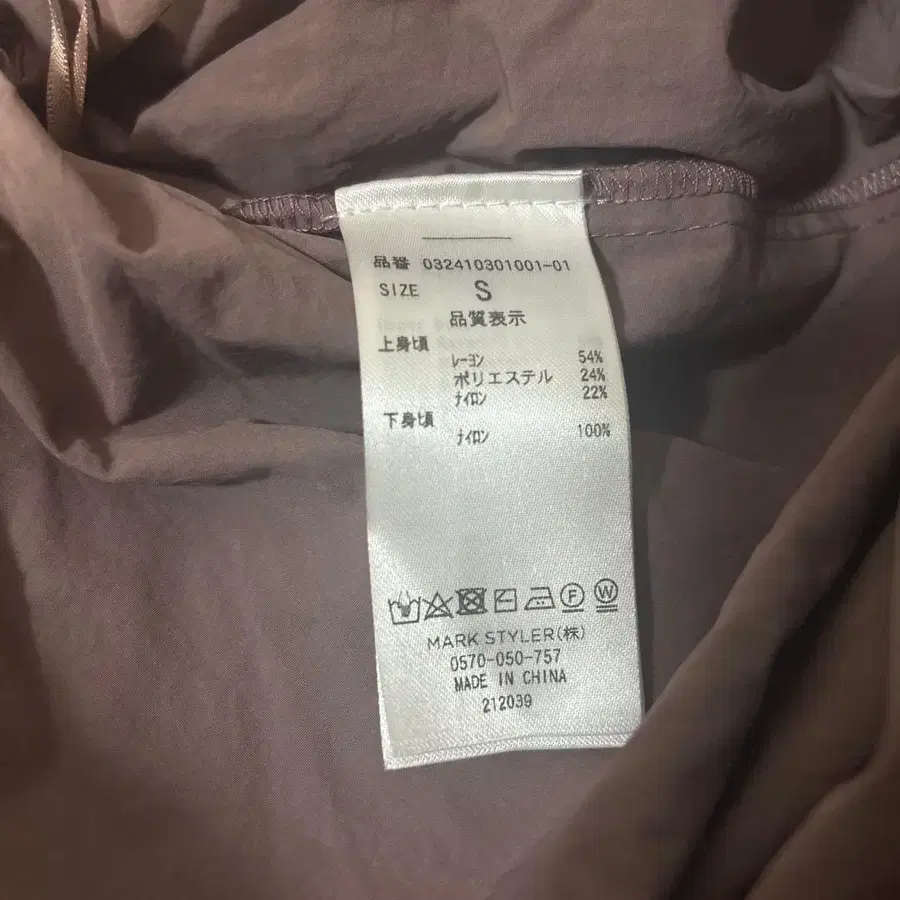 品番 032410301001-01
SIZE S
品質表示
上身頃
レーヨン 54%
ポリエステル 24%
ナイロン 22%
下身頃
ナイロン 100%
F W
MARK STYLER(株)
0570-050-757
MADE IN CHINA
212039